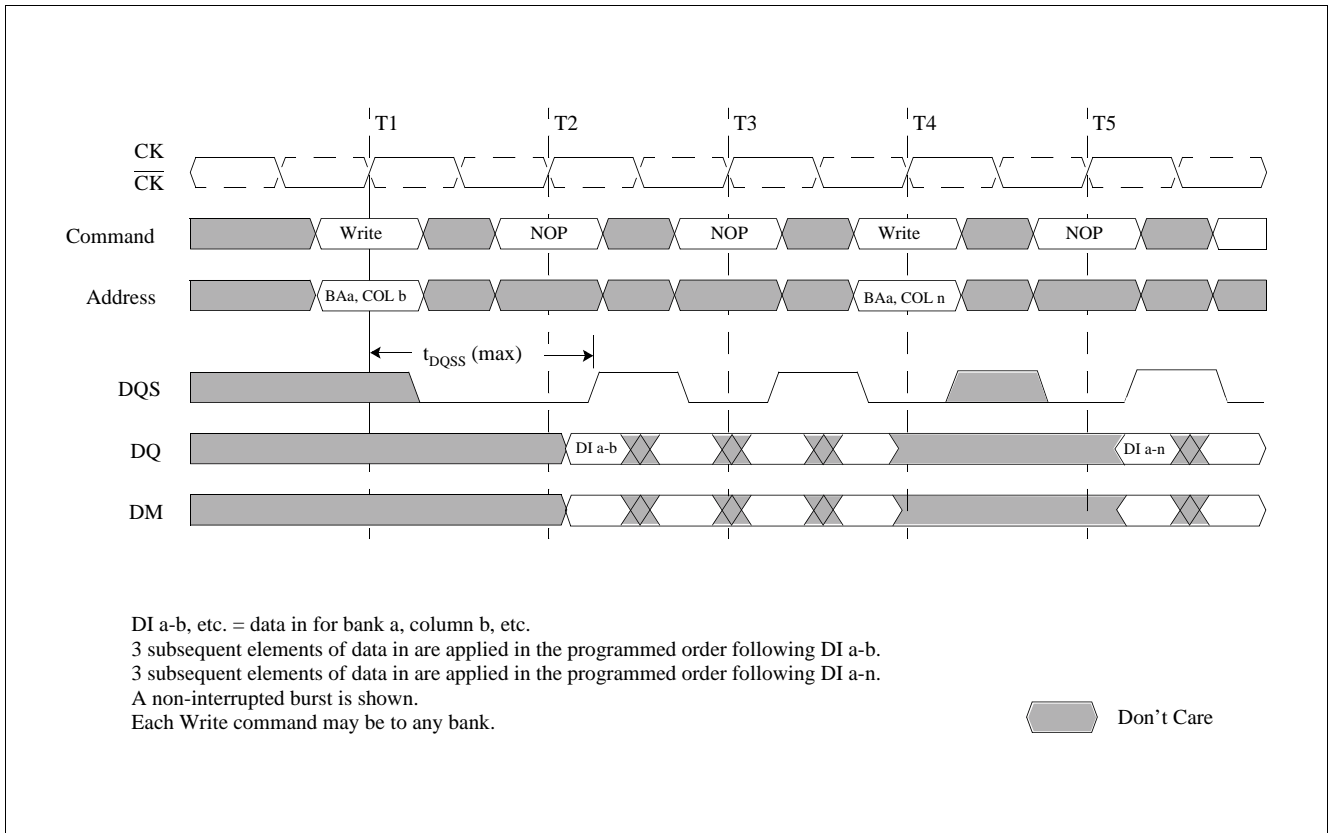 T1 T2 T3 T4 T5
CK
CK
Command Write NOP NOP Write NOP
Address BAa, COL b BAa, COL n
tDQSS (max)
DQS
DQ DI a-b DI a-n
DM
DI a-b, etc. = data in for bank a, column b, etc.
3 subsequent elements of data in are applied in the programmed order following DI a-b.
3 subsequent elements of data in are applied in the programmed order following DI a-n.
A non-interrupted burst is shown.
Each Write command may be to any bank.
Don't Care